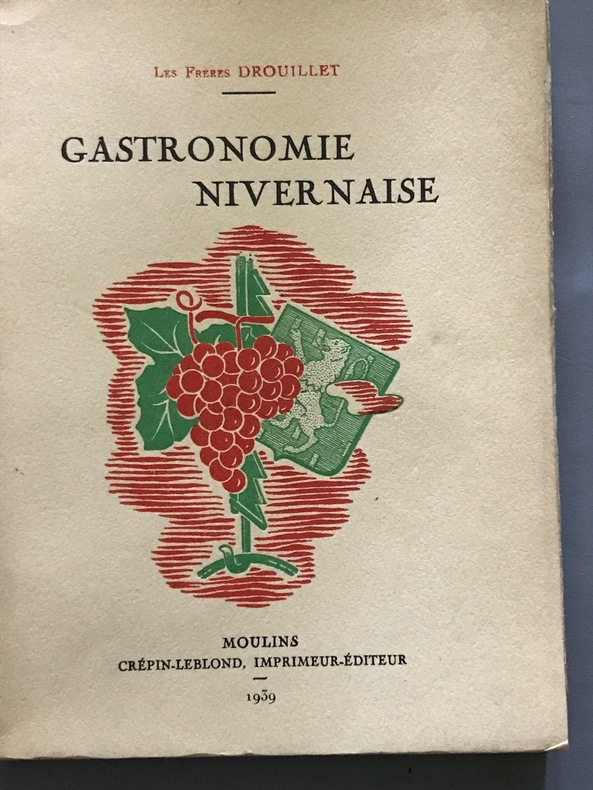 Les Frères DROUILLET
GASTRONOMIE
NIVERNAISE
MOULINS
CRÉPIN-LEBLOND, IMPRIMEUR-ÉDITEUR
1939